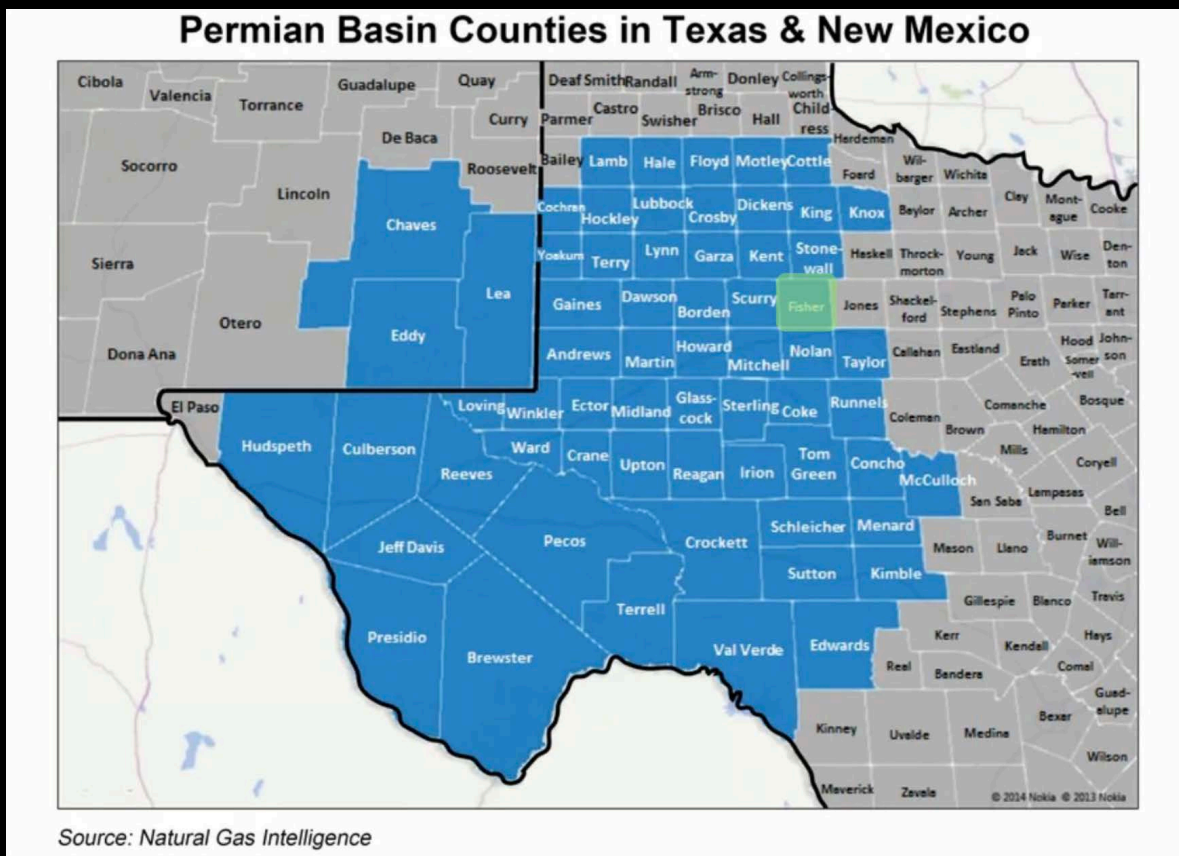 Permian Basin Counties in Texas & New Mexico
Cibola
Valencia
Torrance
Guadalupe
Quay
Curry
De Baca
Roosevelt
Socorro
Lincoln
Chaves
Sierra
Otero
Lea
Eddy
Dona Ana
Deaf Smith
Randall
Arm-
strong
Donley
Collings-
worth
Parmer
Castro
Swisher
Brisco
Hall
Child-
ress
Hardeman
Bailey
Lamb
Hale
Floyd
Motley
Cottle
Foard
Wil-
barger
Wichita
Clay
Mont-
ague
Cooke
Cochran
Hockley
Lubbock
Crosby
Dickens
King
Knox
Baylor
Archer
Yoakum
Terry
Lynn
Garza
Kent
Stone-
wall
Haskell
Throck-
morton
Young
Jack
Wise
Den-
ton
Gaines
Dawson
Borden
Scurry
Fisher
Jones
Shackel-
ford
Stephens
Palo
Pinto
Parker
Tarr-
ant
Andrews
Martin
Howard
Mitchell
Nolan
Taylor
Callahan
Eastland
Erath
Hood
Somer
-vell
John-
son
El Paso
Hudspeth
Culberson
Loving
Winkler
Ector
Midland
Glass-
cock
Sterling
Coke
Runnels
Coleman
Brown
Comanche
Bosque
Hamilton
Reeves
Ward
Crane
Upton
Reagan
Irion
Tom
Green
Concho
McCulloch
Mills
Coryell
San Saba
Lampasas
Bell
Jeff Davis
Pecos
Crockett
Schleicher
Menard
Mason
Llano
Burnet
Will-
iamson
Sutton
Kimble
Gillespie
Blanco
Travis
Presidio
Brewster
Terrell
Val Verde
Edwards
Real
Kerr
Bandera
Kendall
Hays
Comal
Guad-
alupe
Kinney
Uvalde
Medina
Bexar
Wilson
Maverick
Zavala
© 2014 Nokia © 2013 Nokia
Source: Natural Gas Intelligence